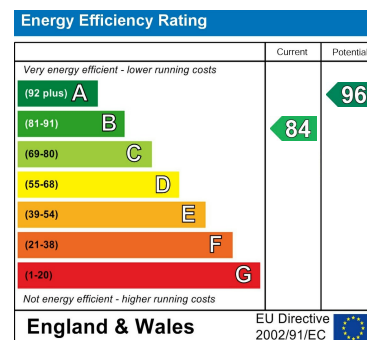 Energy Efficiency Rating
Current Potential
Very energy efficient - lower running costs
(92 plus) A
96
(81-91) B
84
(69-80) C
(55-68) D
(39-54) E
(21-38) F
(1-20) G
Not energy efficient - higher running costs
England & Wales
EU Directive
2002/91/EC